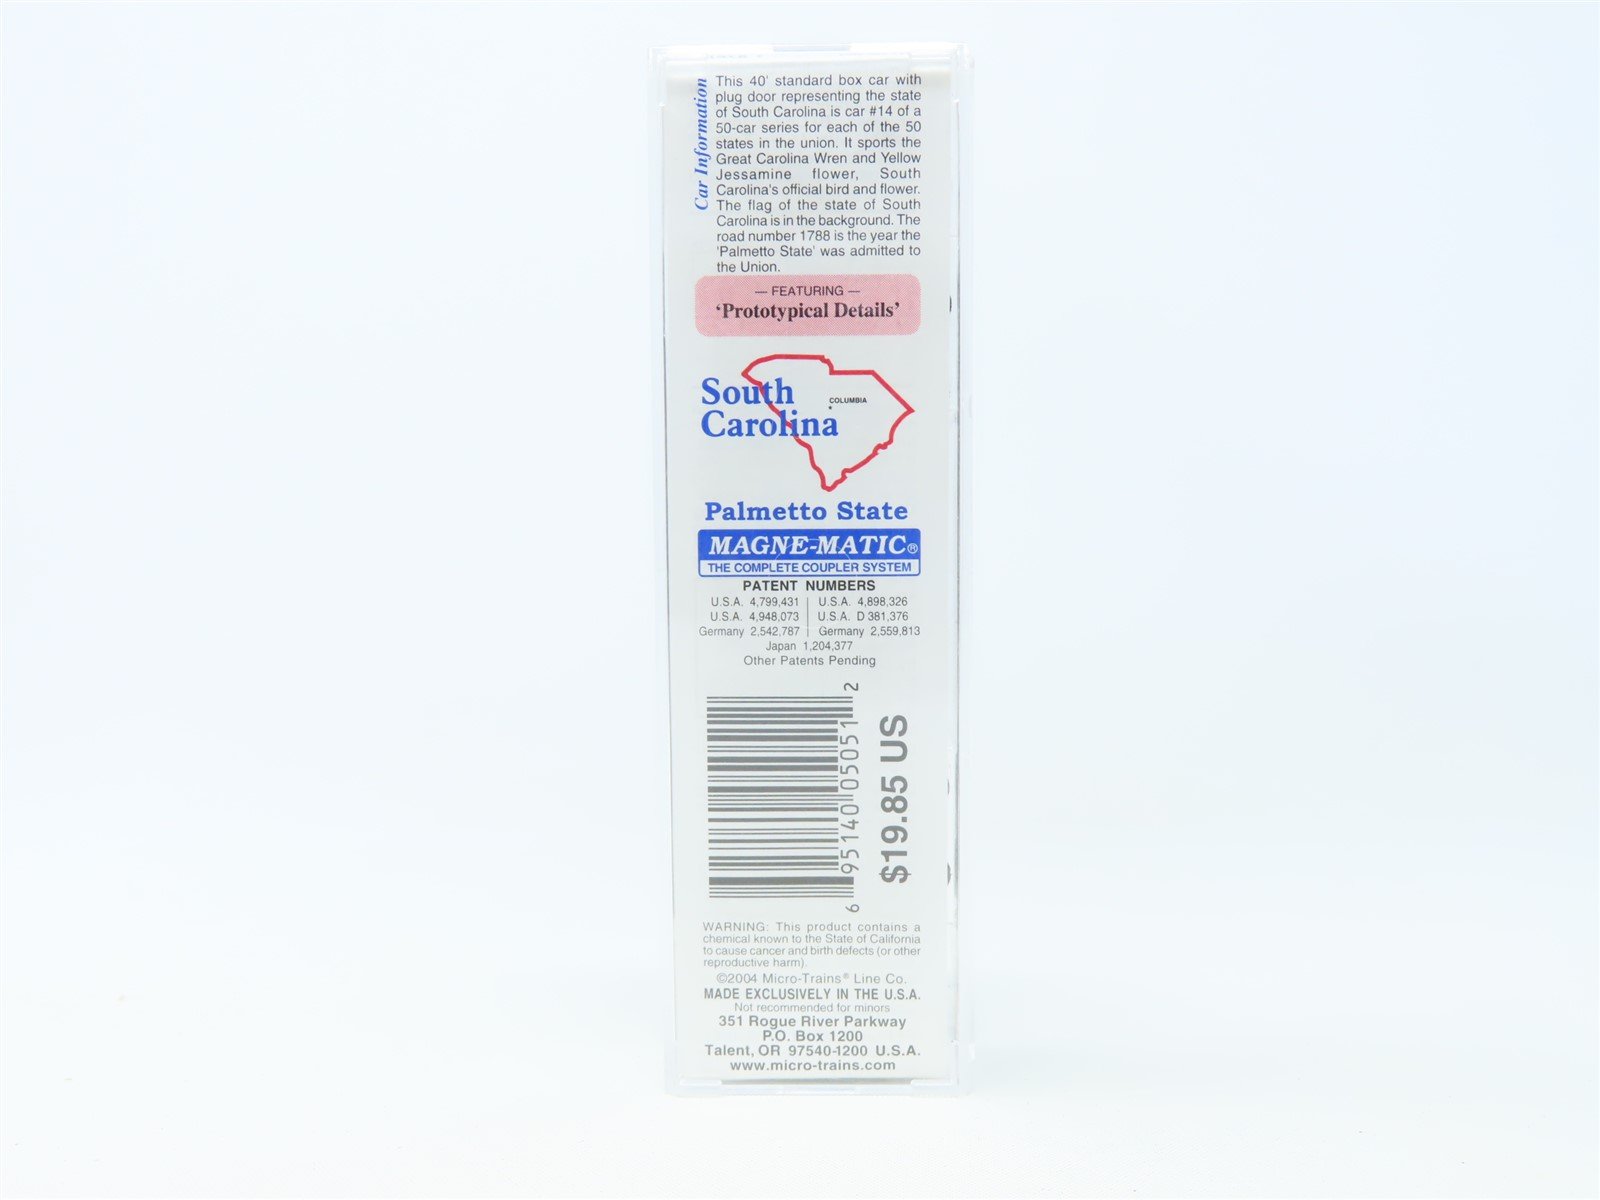 Car Information
This 40' standard box car with
plug door representing the state
of South Carolina is car #14 of a
50-car series for each of the 50
states in the union. It sports the
Great Carolina Wren and Yellow
Jessamine flower, South
Carolina's official bird and flower.
The flag of the state of South
Carolina is in the background. The
road number 1788 is the year the
'Palmetto State' was admitted to
the Union.
— FEATURING —
‘Prototypical Details’
South
Carolina
COLUMBIA
Palmetto State
MAGNE-MATIC®
THE COMPLETE COUPLER SYSTEM
PATENT NUMBERS
U.S.A. 4,799,431 | U.S.A. 4,898,326
U.S.A. 4,948,073 | U.S.A. D 381,376
Germany 2,542,787 | Germany 2,559,813
Japan 1,204,377
Other Patents Pending
6 95140 05051 2
$19.85 US
WARNING: This product contains a
chemical known to the State of California
to cause cancer and birth defects (or other
reproductive harm).
©2004 Micro-Trains® Line Co.
MADE EXCLUSIVELY IN THE U.S.A.
Not recommended for minors
351 Rogue River Parkway
P.O. Box 1200
Talent, OR 97540-1200 U.S.A.
www.micro-trains.com